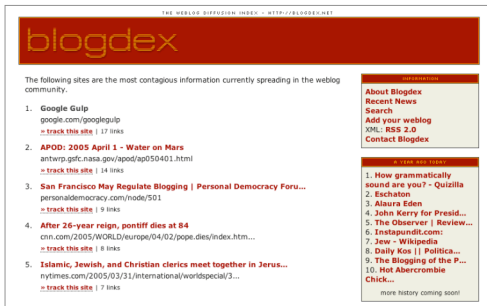 THE WEBLOG DIFFUSION INDEX - HTTP://BLOGDEX.NET
blogdex
The following sites are the most contagious information currently spreading in the weblog
community.
1. Google Gulp
google.com/googlegulp
» track this site | 17 links
2. APOD: 2005 April 1 - Water on Mars
antwrp.gsfc.nasa.gov/apod/ap050401.html
» track this site | 14 links
3. San Francisco May Regulate Blogging | Personal Democracy Foru...
personaldemocracy.com/node/501
» track this site | 9 links
4. After 26-year reign, pontiff dies at 84
cnn.com/2005/WORLD/europe/04/02/pope.dies/index.htm...
» track this site | 8 links
5. Islamic, Jewish, and Christian clerics meet together in Jerus...
nytimes.com/2005/03/31/international/worldspecial/3...
» track this site | 7 links
INFORMATION
About Blogdex
Recent News
Search
Add your weblog
XML: RSS 2.0
Contact Blogdex
A YEAR AGO TODAY
1. How grammatically
sound are you? - Quizilla
2. Eschaton
3. Alaura Eden
4. John Kerry for Presid...
5. The Observer | Review...
6. Instapundit.com:
7. Jew - Wikipedia
8. Daily Kos || Politica...
9. The Blogging of the P...
10. Hot Abercrombie
Chick...
more history coming soon!